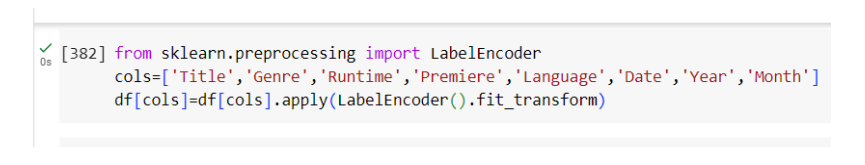 [382] from sklearn.preprocessing import LabelEncoder
cols=['Title','Genre','Runtime','Premiere','Language','Date','Year','Month']
0s
df[cols]=df[cols].apply(LabelEncoder().fit_transform)